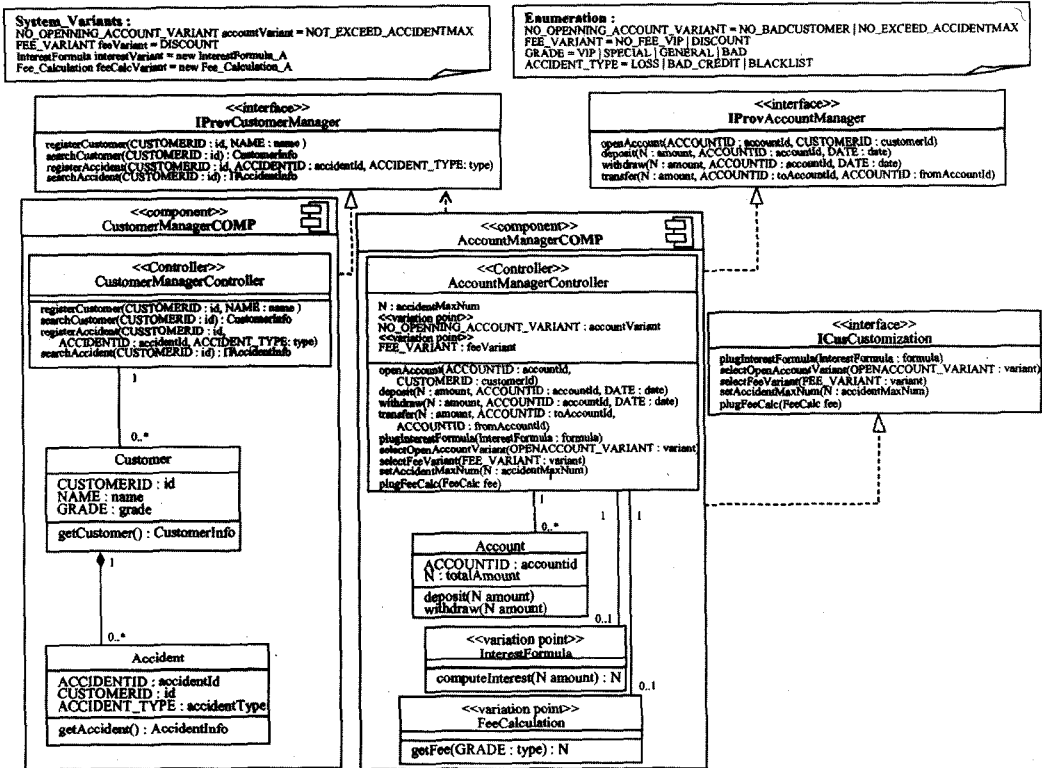 System_Variants :
NO_OPENNING_ACCOUNT_VARIANT accountVariant = NOT_EXCEED_ACCIDENTMAX
FEE_VARIANT feeVariant = DISCOUNT
InterestFormula interestVariant = new InterestFormula_A
Fee_Calculation feeCalcVariant = new Fee_Calculation_A
Enumeration :
NO_OPENNING_ACCOUNT_VARIANT = NO_BADCUSTOMER | NO_EXCEED_ACCIDENTMAX
FEE_VARIANT = NO_FEE_VIP | DISCOUNT
GRADE = VIP | SPECIAL | GENERAL | BAD
ACCIDENT_TYPE = LOSS | BAD_CREDIT | BLACKLIST
<<interface>>
IProvCustomerManager
registerCustomer(CUSTOMERID : id, NAME : name )
searchCustomer(CUSTOMERID : id) : CustomerInfo
registerAccident(CUSTOMERID : id, ACCIDENTID : accidentId, ACCIDENT_TYPE: type)
searchAccident(CUSTOMERID : id) : IAccidentInfo
<<interface>>
IProvAccountManager
openAccount(ACCOUNTID : accountId, CUSTOMERID : customerId)
deposit(N : amount, ACCOUNTID : accountId, DATE : date)
withdraw(N : amount, ACCOUNTID : accountId, DATE : date)
transfer(N : amount, ACCOUNTID : toAccountId, ACCOUNTID : fromAccountId)
<<component>>
CustomerManagerCOMP
<<Controller>>
CustomerManagerController
registerCustomer(CUSTOMERID : id, NAME : name )
searchCustomer(CUSTOMERID : id) : CustomerInfo
registerAccident(CUSSTOMERID : id,
ACCIDENTID : accidentId, ACCIDENT_TYPE: type)
searchAccident(CUSTOMERID : id) : IAccidentInfo
1
0..*
Customer
CUSTOMERID : id
NAME : name
GRADE : grade
getCustomer() : CustomerInfo
1
0..*
Accident
ACCIDENTID : accidentId
CUSTOMERID : id
ACCIDENT_TYPE : accidentType
getAccident() : AccidentInfo
<<component>>
AccountManagerCOMP
<<Controller>>
AccountManagerController
N : accidentMaxNum
<<variation point>>
NO_OPENNING_ACCOUNT_VARIANT : accountVariant
<<variation point>>
FEE_VARIANT : feeVariant
openAccount(ACCOUNTID : accountId,
CUSTOMERID : customerId)
deposit(N : amount, ACCOUNTID : accountId, DATE : date)
withdraw(N : amount, ACCOUNTID : accountId, DATE : date)
transfer(N : amount, ACCOUNTID : toAccountId,
ACCOUNTID : fromAccountId)
plugInterestFormula(InterestFormula : formula)
selectOpenAccountVariant(OPENACCOUNT_VARIANT : variant)
selectFeeVariant(FEE_VARIANT : variant)
setAccidentMaxNum(N : accidentMaxNum)
plugFeeCalc(FeeCalc fee)
1
1
1
0..*
Account
ACCOUNTID : accountid
N : totalAmount
deposit(N amount)
withdraw(N amount)
0..1
<<variation point>>
InterestFormula
computeInterest(N amount) : N
0..1
<<variation point>>
FeeCalculation
getFee(GRADE : type) : N
<<interface>>
ICusCustomization
plugInterestFormula(InterestFormula : formula)
selectOpenAccountVariant(OPENACCOUNT_VARIANT : variant)
selectFeeVariant(FEE_VARIANT : variant)
setAccidentMaxNum(N : accidentMaxNum)
plugFeeCalc(FeeCalc fee)